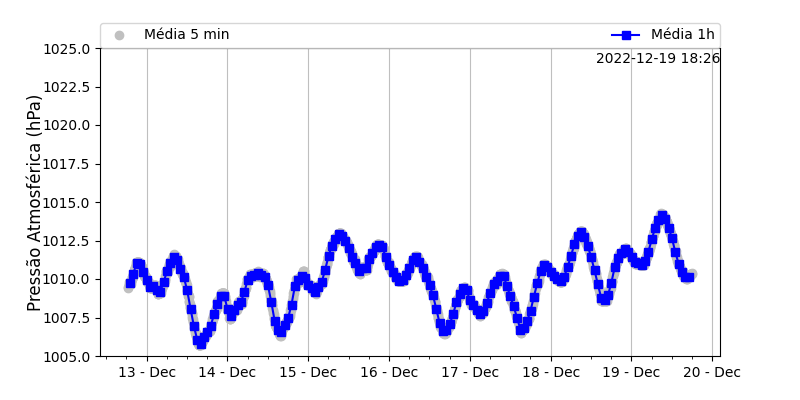 Média 5 min
Média 1h
2022-12-19 18:26
Pressão Atmosférica (hPa)
1025.0
1022.5
1020.0
1017.5
1015.0
1012.5
1010.0
1007.5
1005.0
13 - Dec
14 - Dec
15 - Dec
16 - Dec
17 - Dec
18 - Dec
19 - Dec
20 - Dec